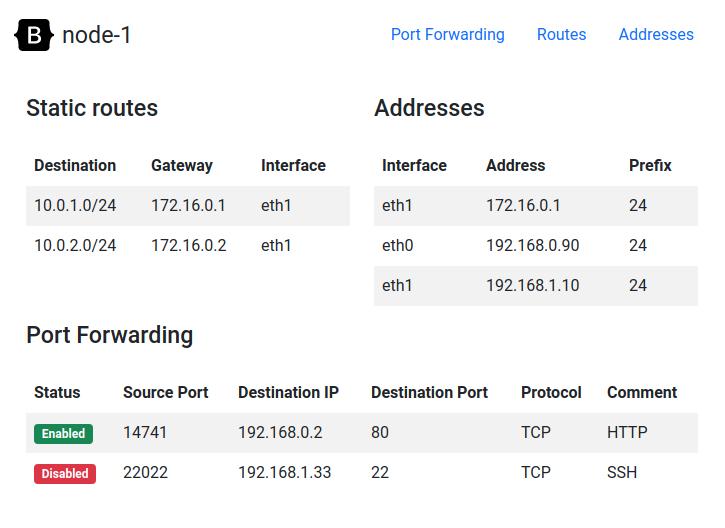 B node-1 Port Forwarding Routes Addresses
Static routes
Destination Gateway Interface
10.0.1.0/24 172.16.0.1 eth1
10.0.2.0/24 172.16.0.2 eth1
Addresses
Interface Address Prefix
eth1 172.16.0.1 24
eth0 192.168.0.90 24
eth1 192.168.1.10 24
Port Forwarding
Status Source Port Destination IP Destination Port Protocol Comment
Enabled 14741 192.168.0.2 80 TCP HTTP
Disabled 22022 192.168.1.33 22 TCP SSH